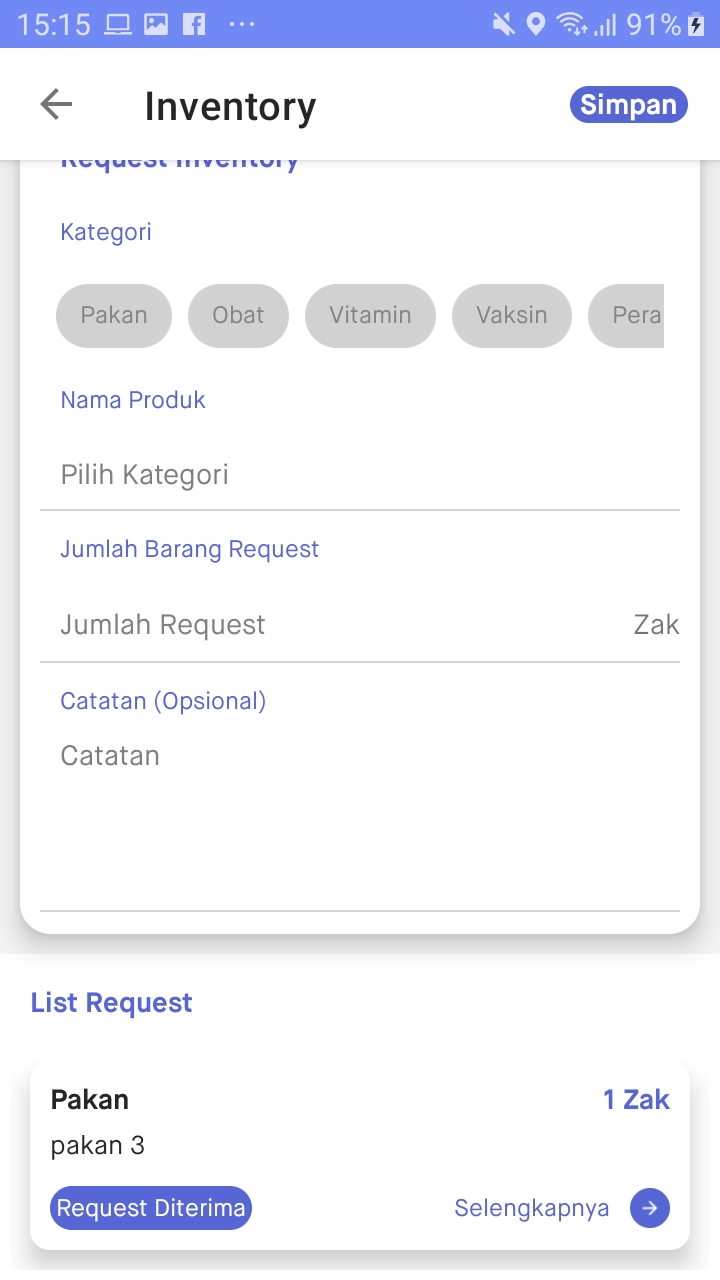 15:15 91%
Inventory Simpan
Request Inventory
Kategori
Pakan Obat Vitamin Vaksin Pera
Nama Produk
Pilih Kategori
Jumlah Barang Request
Jumlah Request Zak
Catatan (Opsional)
Catatan
List Request
Pakan 1 Zak
pakan 3
Request Diterima Selengkapnya